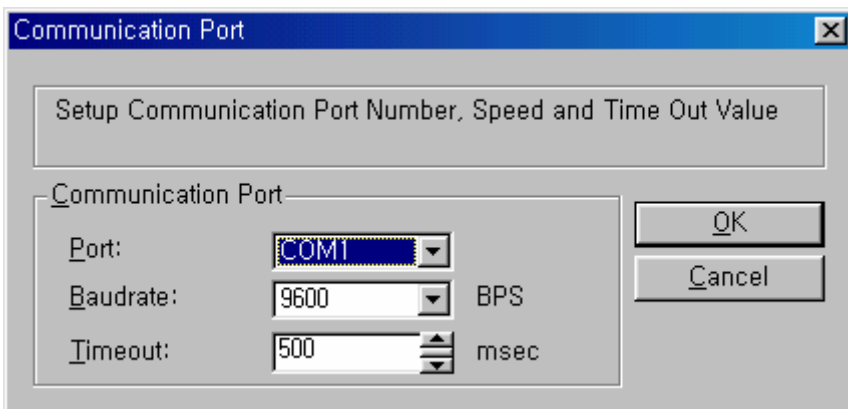 Communication Port
Setup Communication Port Number, Speed and Time Out Value
Communication Port
Port: COM1
Baudrate: 9600 BPS
Timeout: 500 msec
OK
Cancel